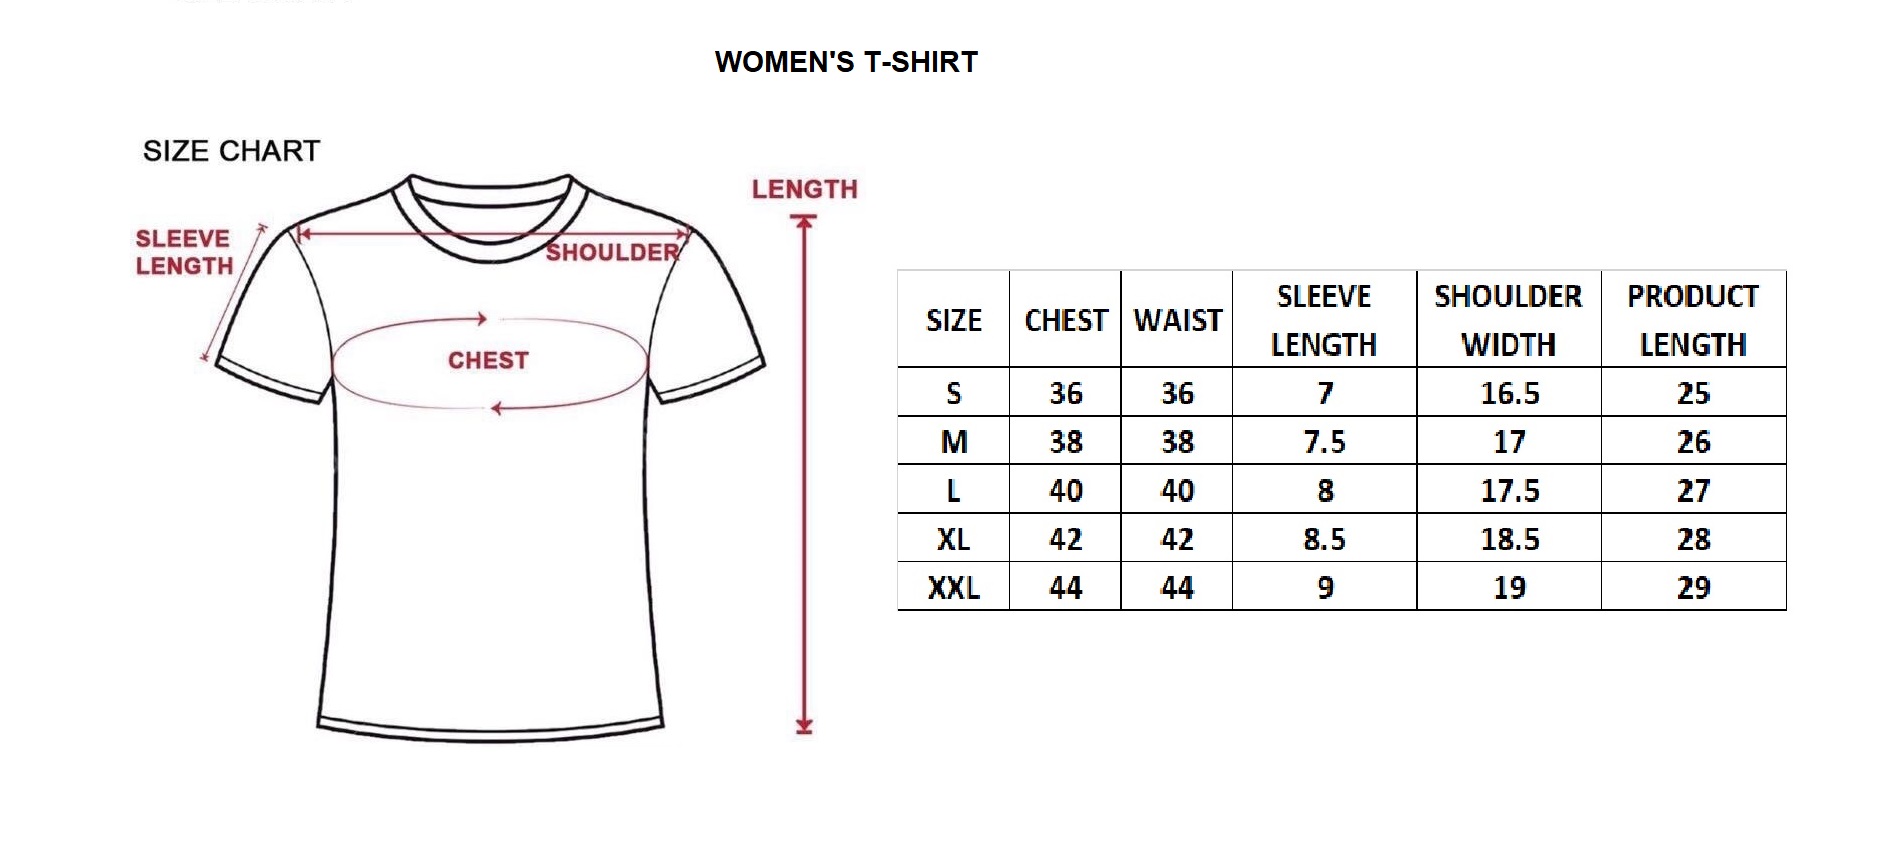 WOMEN'S T-SHIRT
SIZE CHART
LENGTH
SLEEVE
LENGTH
SHOULDER
CHEST
SIZE CHEST WAIST SLEEVE LENGTH SHOULDER WIDTH PRODUCT LENGTH
S 36 36 7 16.5 25
M 38 38 7.5 17 26
L 40 40 8 17.5 27
XL 42 42 8.5 18.5 28
XXL 44 44 9 19 29